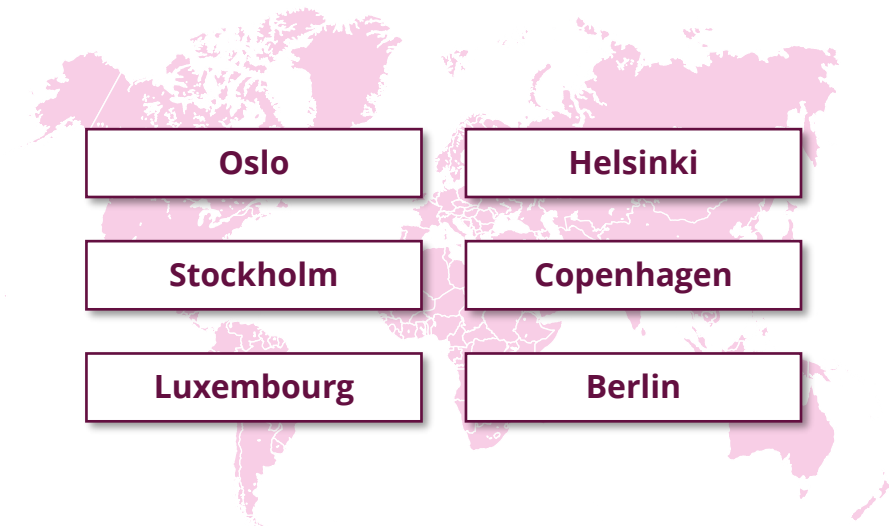 Oslo
Helsinki
Stockholm
Copenhagen
Luxembourg
Berlin